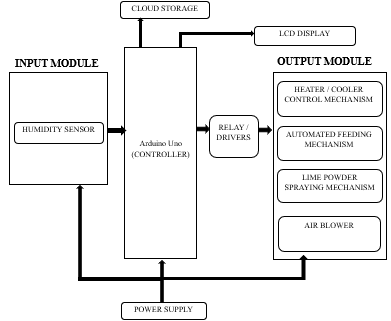 CLOUD STORAGE
LCD DISPLAY
INPUT MODULE
OUTPUT MODULE
HEATER / COOLER
CONTROL MECHANISM
HUMIDITY SENSOR
Arduino Uno
(CONTROLLER)
RELAY /
DRIVERS
AUTOMATED FEEDING
MECHANISM
LIME POWDER
SPRAYING MECHANISM
AIR BLOWER
POWER SUPPLY